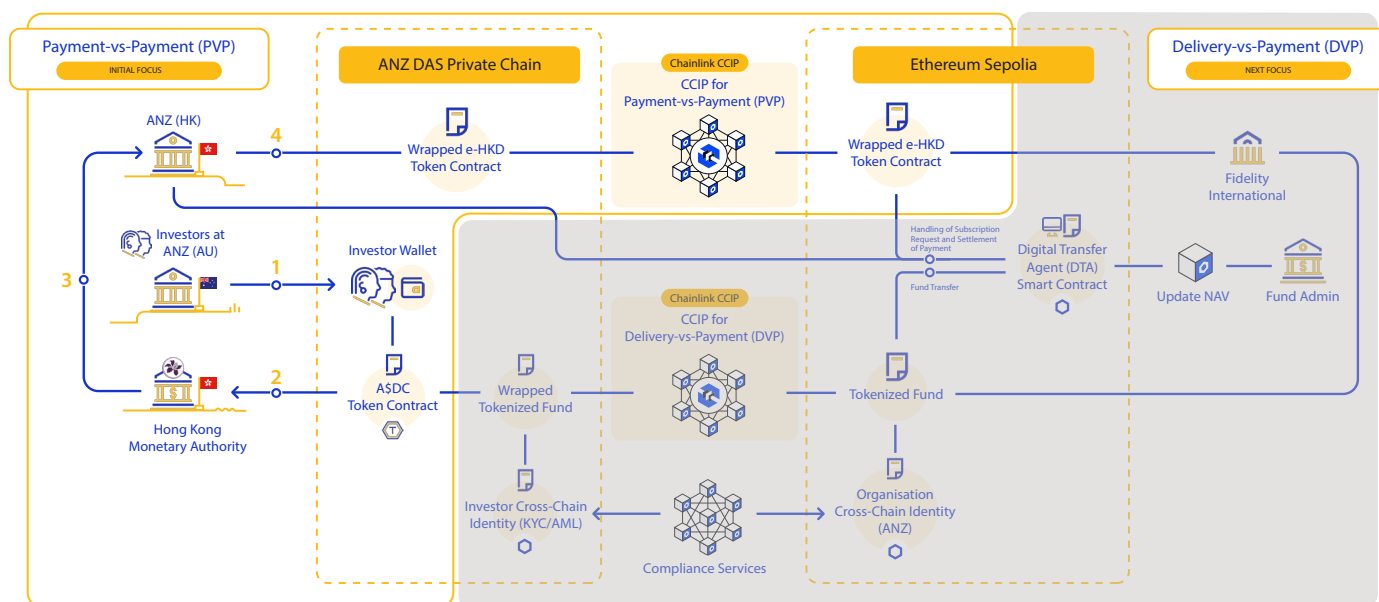 Payment-vs-Payment (PVP)
INITIAL FOCUS
ANZ DAS Private Chain
Chainlink CCIP
CCIP for
Payment-vs-Payment (PVP)
Ethereum Sepolia
Delivery-vs-Payment (DVP)
NEXT FOCUS
ANZ (HK)
4
Wrapped e-HKD
Token Contract
Wrapped e-HKD
Token Contract
Fidelity
International
Investors at
ANZ (AU)
3
1
Investor Wallet
Handling of Subscription
Request and Settlement
of Payment
Fund Transfer
Digital Transfer
Agent (DTA)
Smart Contract
Update NAV
Fund Admin
Chainlink CCIP
CCIP for
Delivery-vs-Payment (DVP)
2
A$DC
Token Contract
T
Wrapped
Tokenized Fund
Tokenized Fund
Hong Kong
Monetary Authority
Investor Cross-Chain
Identity (KYC/AML)
Compliance Services
Organisation
Cross-Chain Identity
(ANZ)